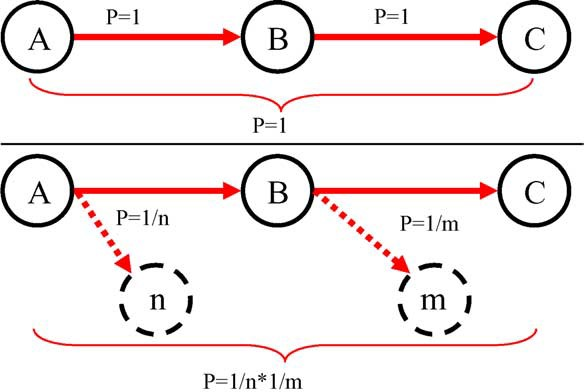 P=1 P=1
A B C
P=1
A B C
P=1/n P=1/m
n m
P=1/n*1/m